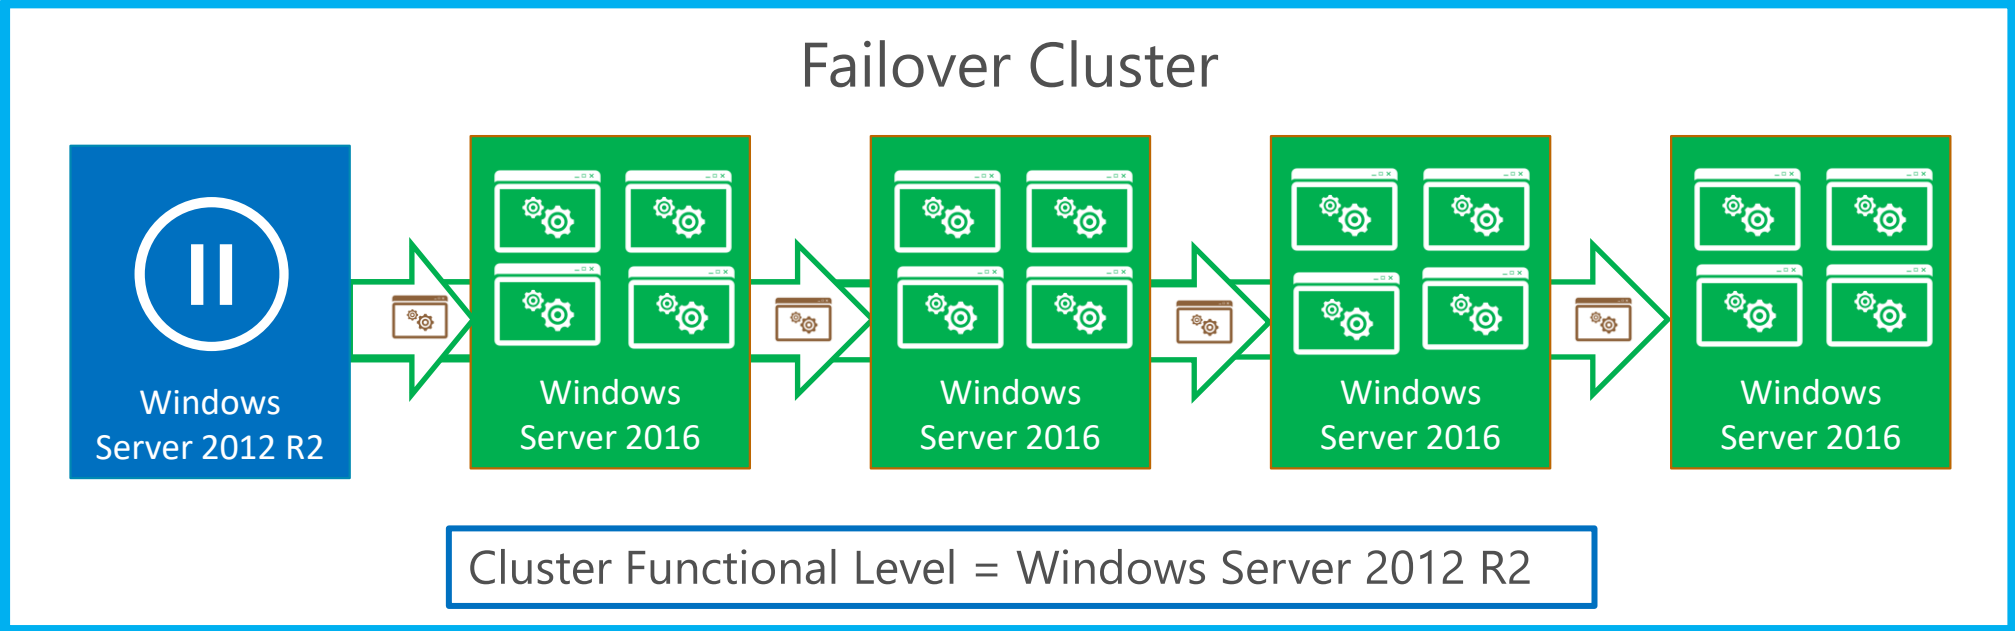 Failover Cluster
Windows
Server 2012 R2
Windows
Server 2016
Windows
Server 2016
Windows
Server 2016
Windows
Server 2016
Cluster Functional Level = Windows Server 2012 R2